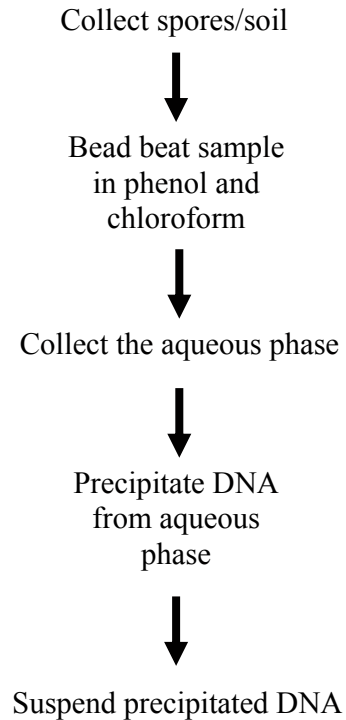 Collect spores/soil
Bead beat sample
in phenol and
chloroform
Collect the aqueous phase
Precipitate DNA
from aqueous
phase
Suspend precipitated DNA